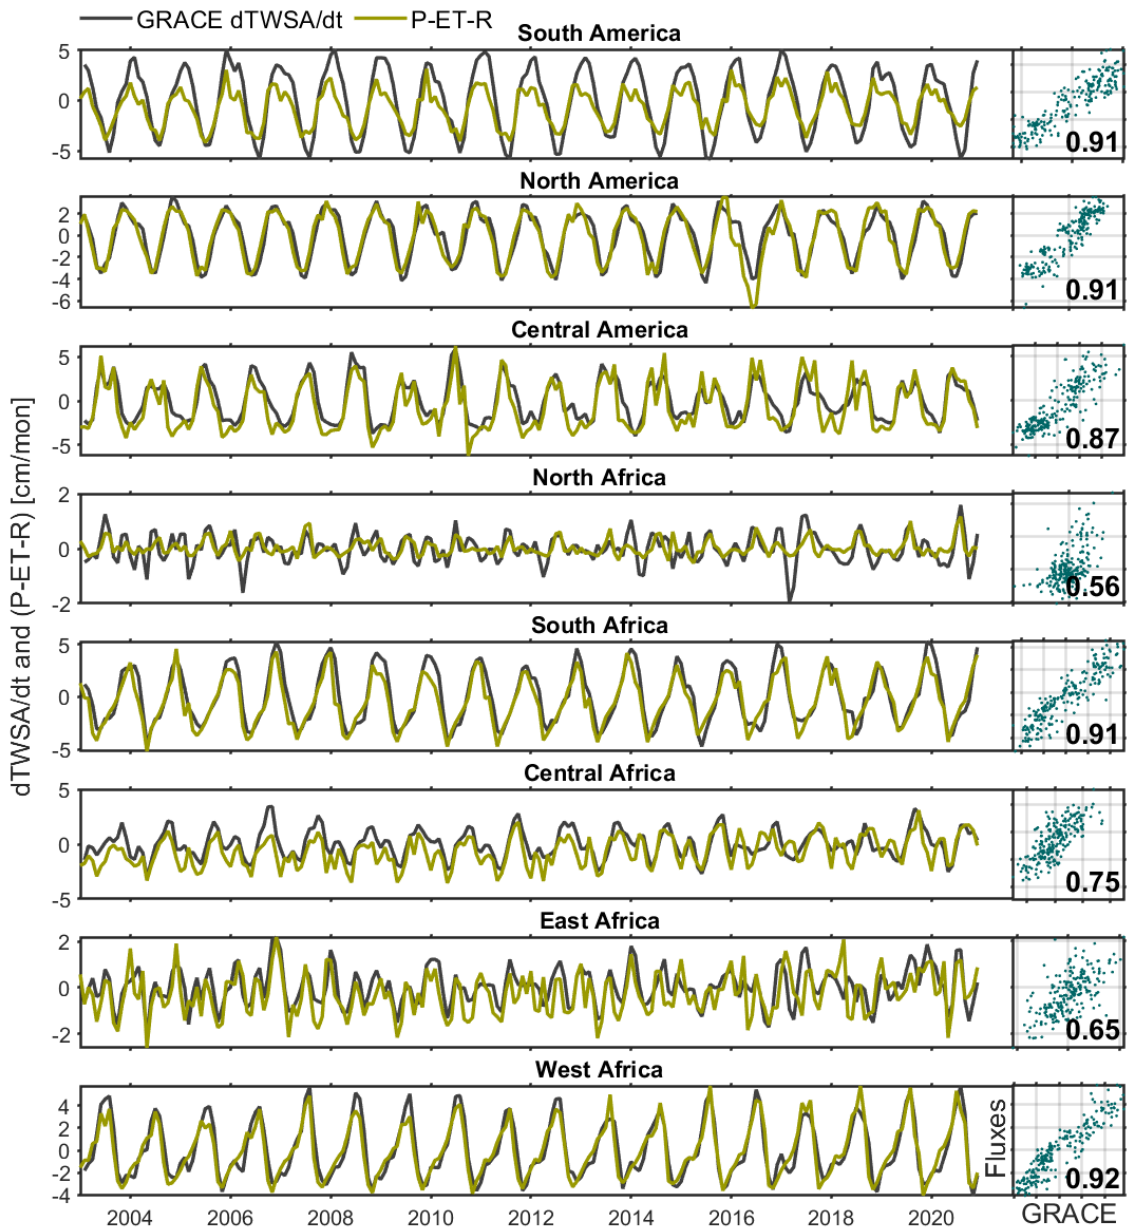 GRACE dTWSA/dt P-ET-R
South America
5
0
-5
0.91
North America
2
0
-2
-4
-6
0.91
Central America
5
0
-5
0.87
North Africa
2
0
-2
0.56
South Africa
5
0
-5
0.91
Central Africa
5
0
-5
0.75
East Africa
2
0
-2
0.65
West Africa
4
2
0
-2
-4
0.92
2004 2006 2008 2010 2012 2014 2016 2018 2020
dTWSA/dt and (P-ET-R) [cm/mon]
Fluxes
GRACE